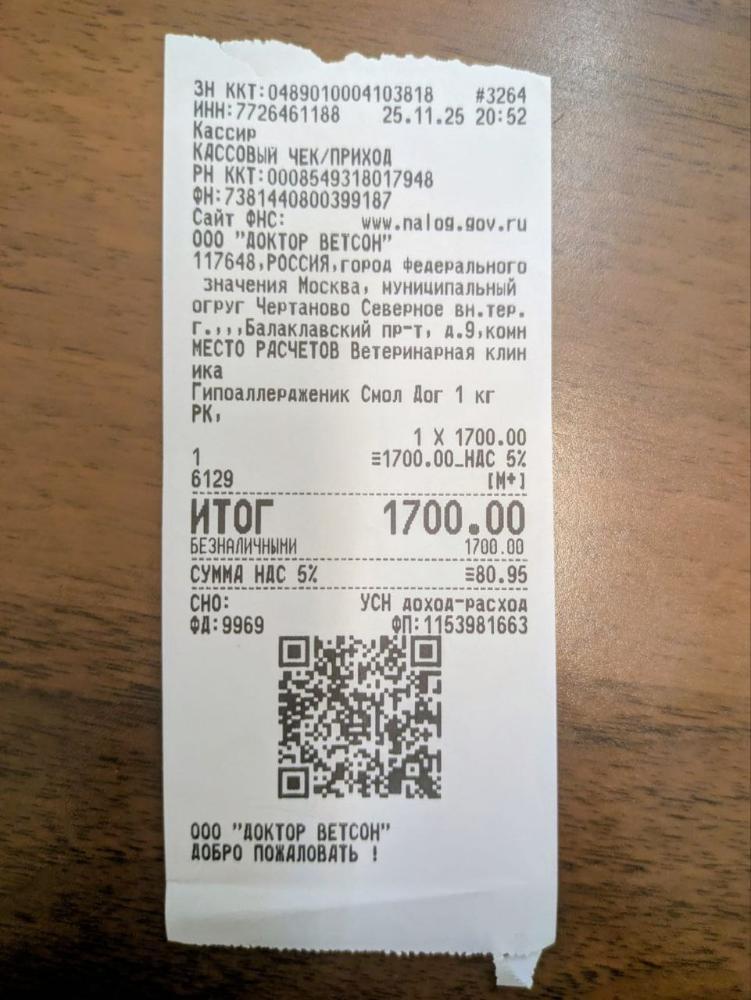 ЗН ККТ:0489010004103818 #3264
ИНН:7726461188 25.11.25 20:52
Кассир
КАССОВЫЙ ЧЕК/ПРИХОД
РН ККТ:0008549318017948
ФН:7381440800399187
Сайт ФНС: www.nalog.gov.ru
ООО "ДОКТОР ВЕТСОН"
117648,РОССИЯ,город федерального
значения Москва, муниципальный
огруг Чертаново Северное вн.тер.
г.,,,Балаклавский пр-т, д.9,комн
МЕСТО РАСЧЕТОВ Ветеринарная клин
ика
Гипоаллердженик Смол Дог 1 кг
РК,
1 X 1700.00
1 ≡1700.00_НДС 5%
6129 [М+]
ИТОГ 1700.00
БЕЗНАЛИЧНЫМИ 1700.00
СУММА НДС 5% ≡80.95
СНО: УСН доход-расход
ФД:9969 ФП:1153981663
ООО "ДОКТОР ВЕТСОН"
ДОБРО ПОЖАЛОВАТЬ !